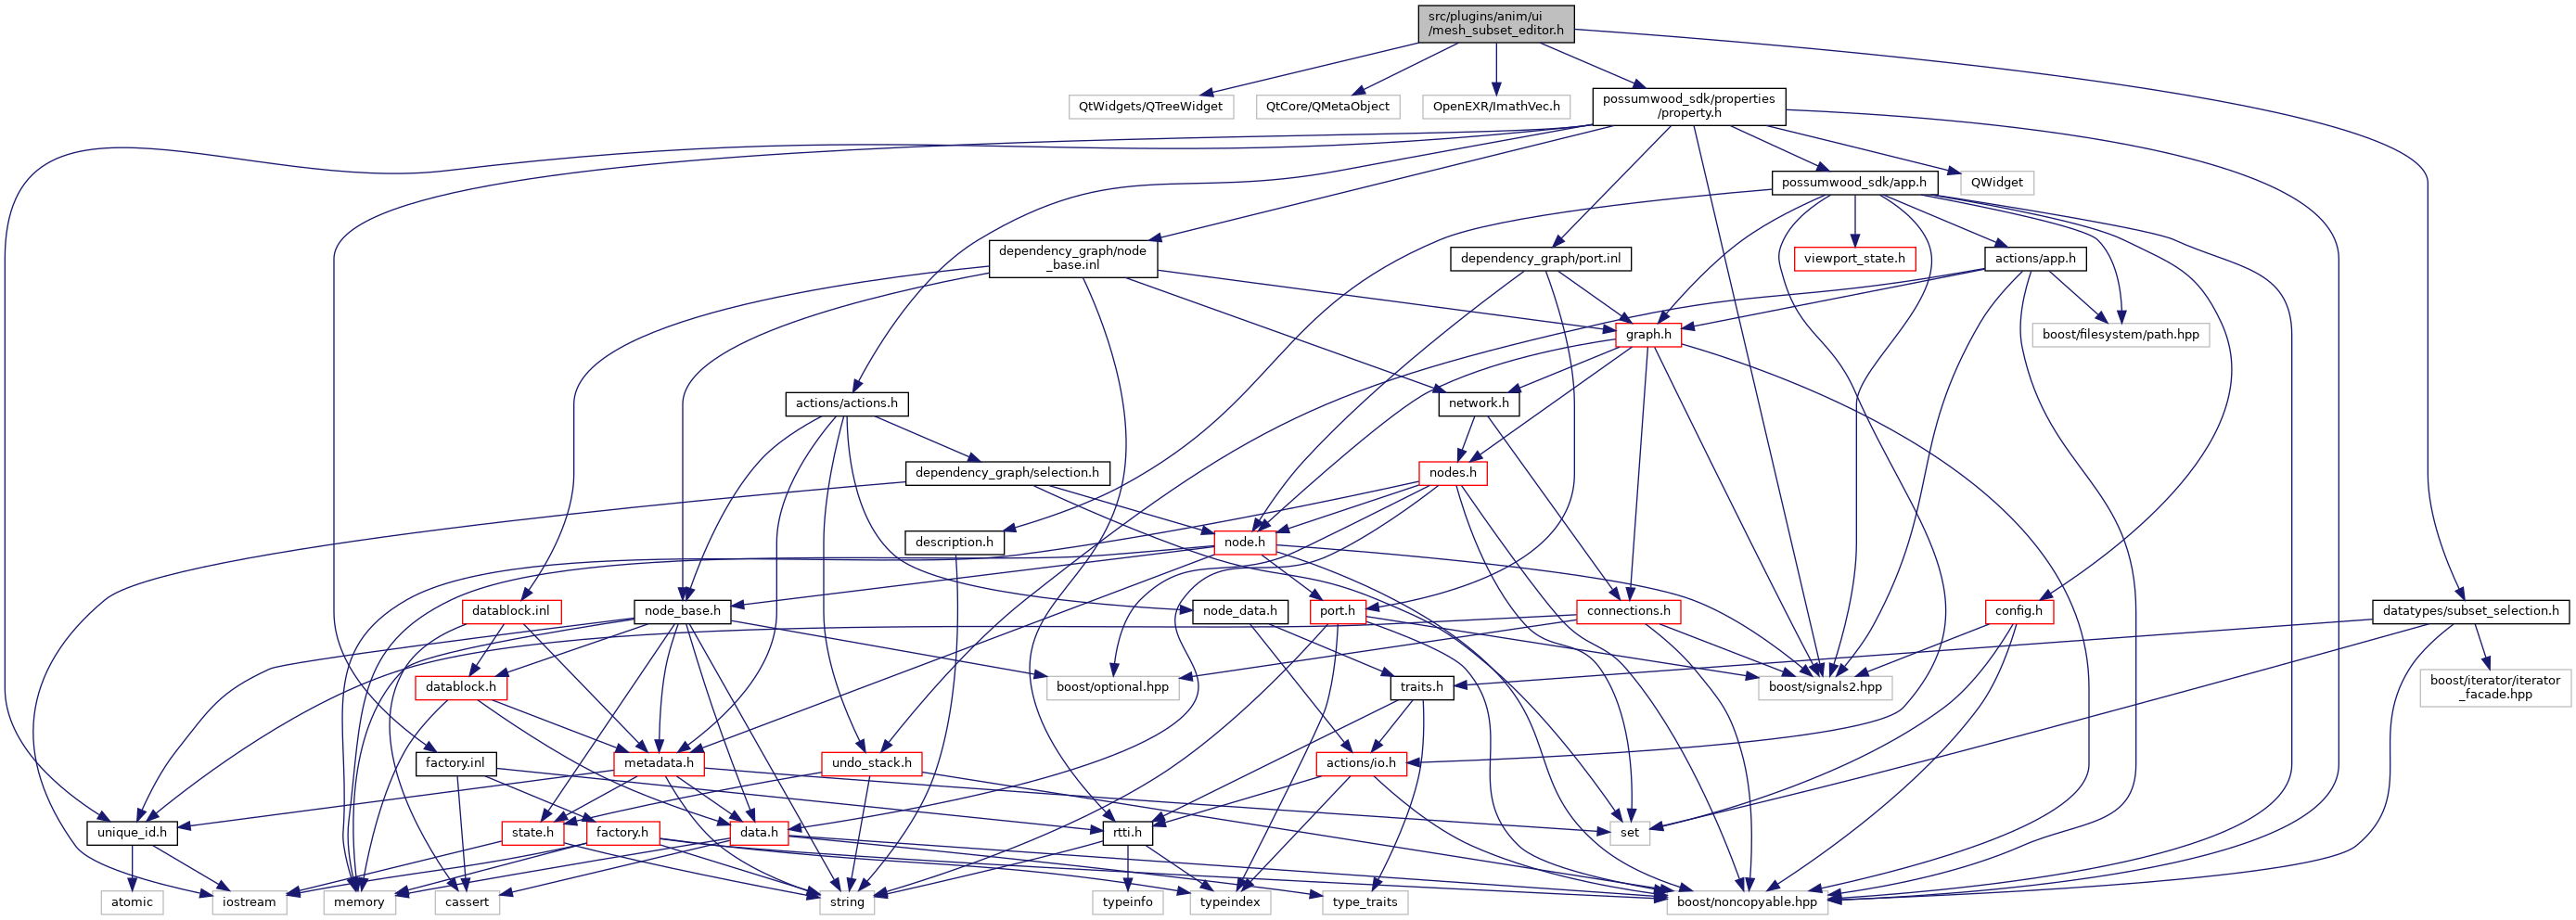 src/plugins/anim/ui
/mesh_subset_editor.h
QtWidgets/QTreeWidget
QtCore/QMetaObject
OpenEXR/ImathVec.h
possumwood_sdk/properties
/property.h
possumwood_sdk/app.h
QWidget
dependency_graph/node
_base.inl
dependency_graph/port.inl
viewport_state.h
actions/app.h
graph.h
boost/filesystem/path.hpp
actions/actions.h
network.h
dependency_graph/selection.h
nodes.h
description.h
node.h
datablock.inl
node_base.h
node_data.h
port.h
connections.h
config.h
datatypes/subset_selection.h
datablock.h
boost/optional.hpp
traits.h
boost/signals2.hpp
boost/iterator/iterator
_facade.hpp
factory.inl
metadata.h
undo_stack.h
actions/io.h
unique_id.h
state.h
factory.h
data.h
rtti.h
set
atomic
iostream
memory
cassert
string
typeinfo
typeindex
type_traits
boost/noncopyable.hpp